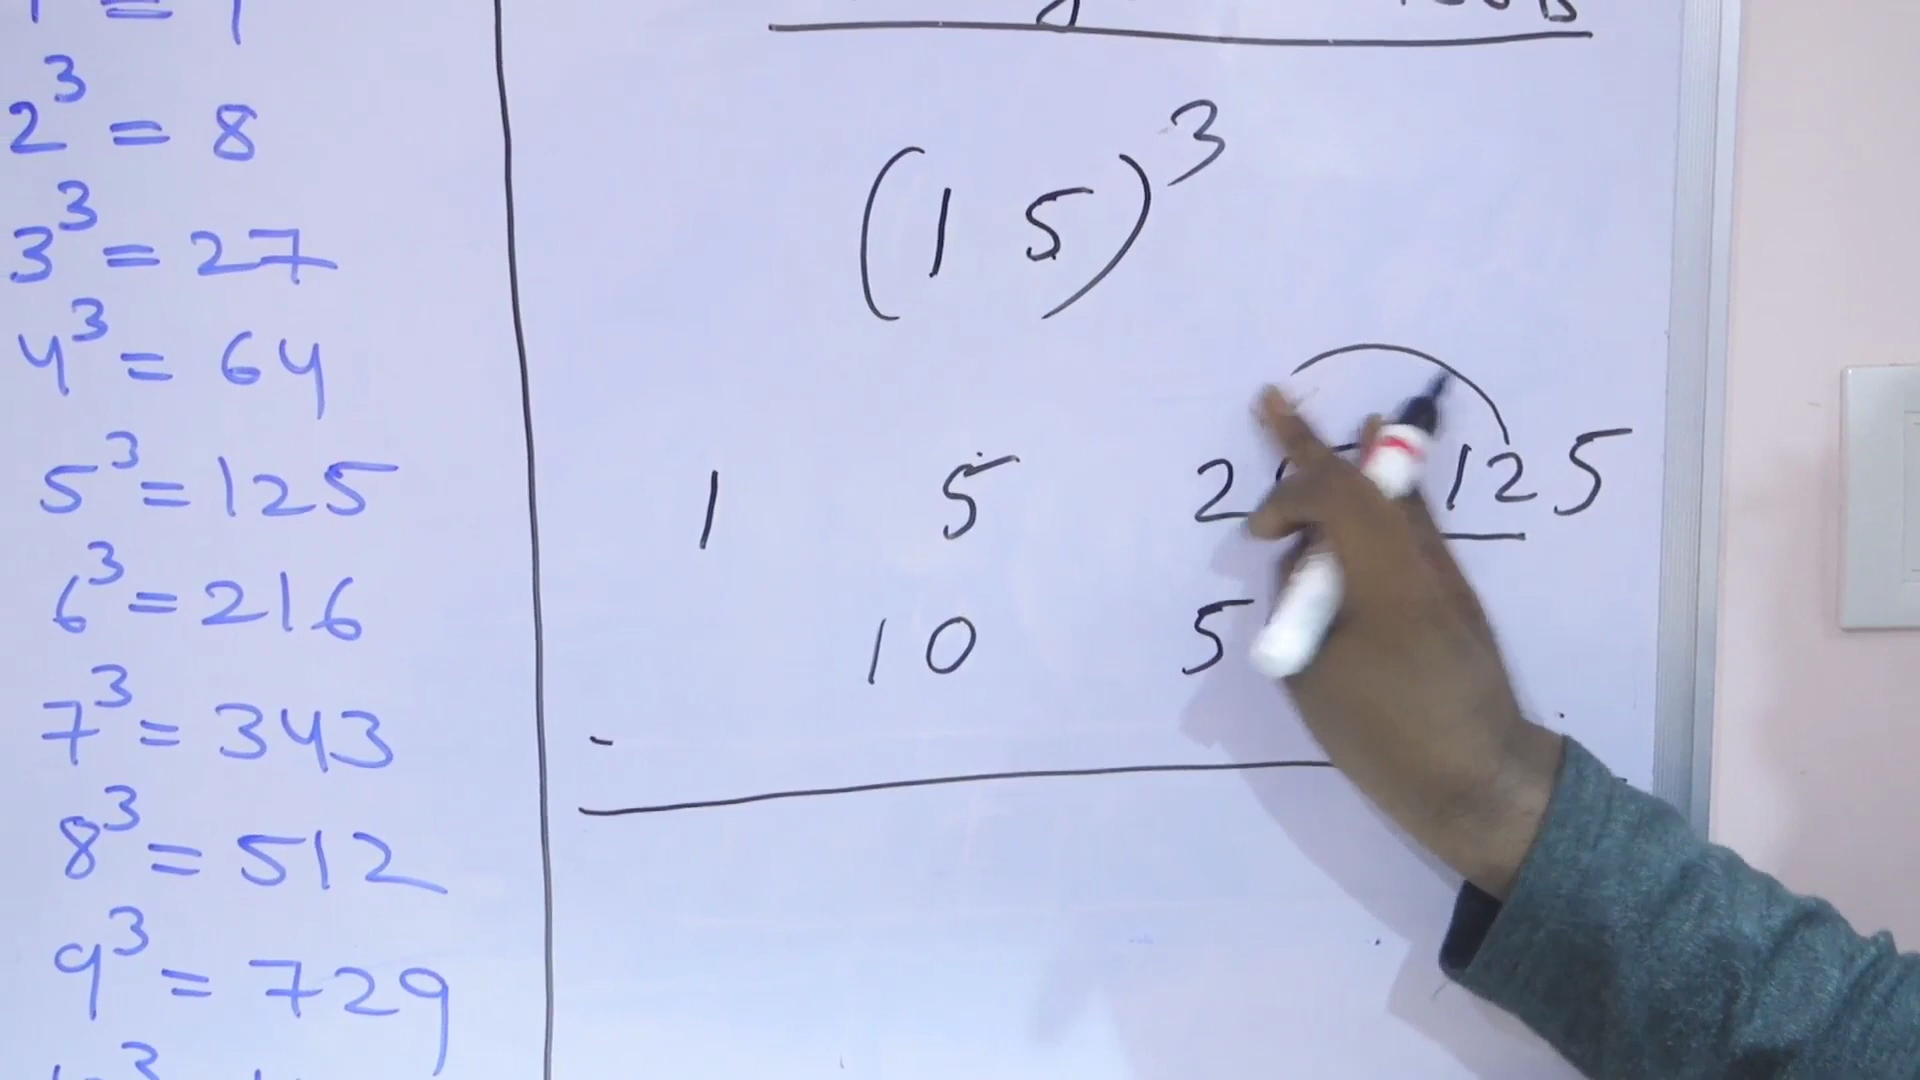 2³ = 8
3³ = 27
4³ = 64
5³ = 125
6³ = 216
7³ = 343
8³ = 512
9³ = 729
(15)³
1 5 2 125
10 5
-